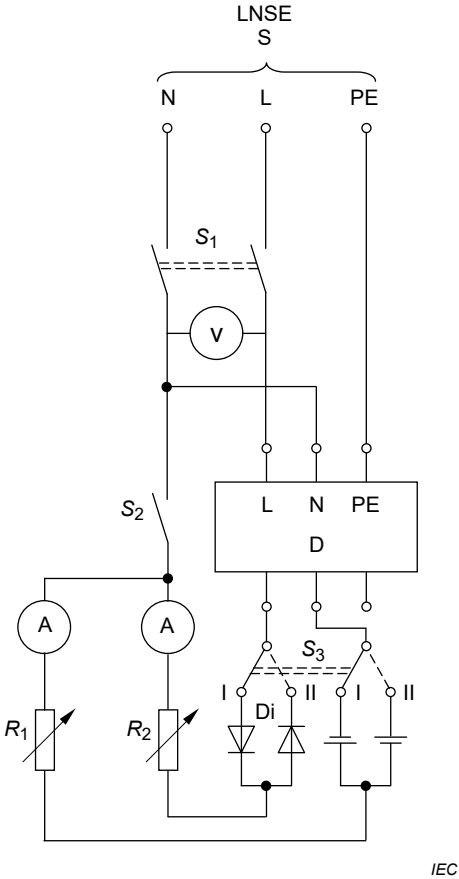 LNSE
S
N L PE
S1
V
L N PE
D
S2
A A
S3
I II I II
Di
R1 R2
IEC